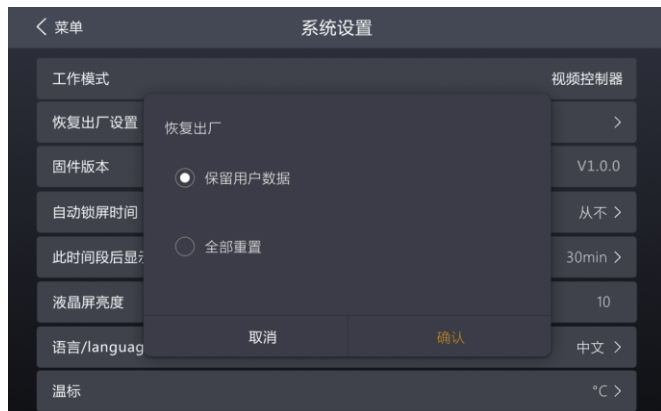 菜单
系统设置
工作模式 视频控制器
恢复出厂设置
恢复出厂
固件版本 V1.0.0
保留用户数据
自动锁屏时间 从不
全部重置
此时间段后显 30min
液晶屏亮度 10
取消 确认
语言/languag 中文
温标 °C